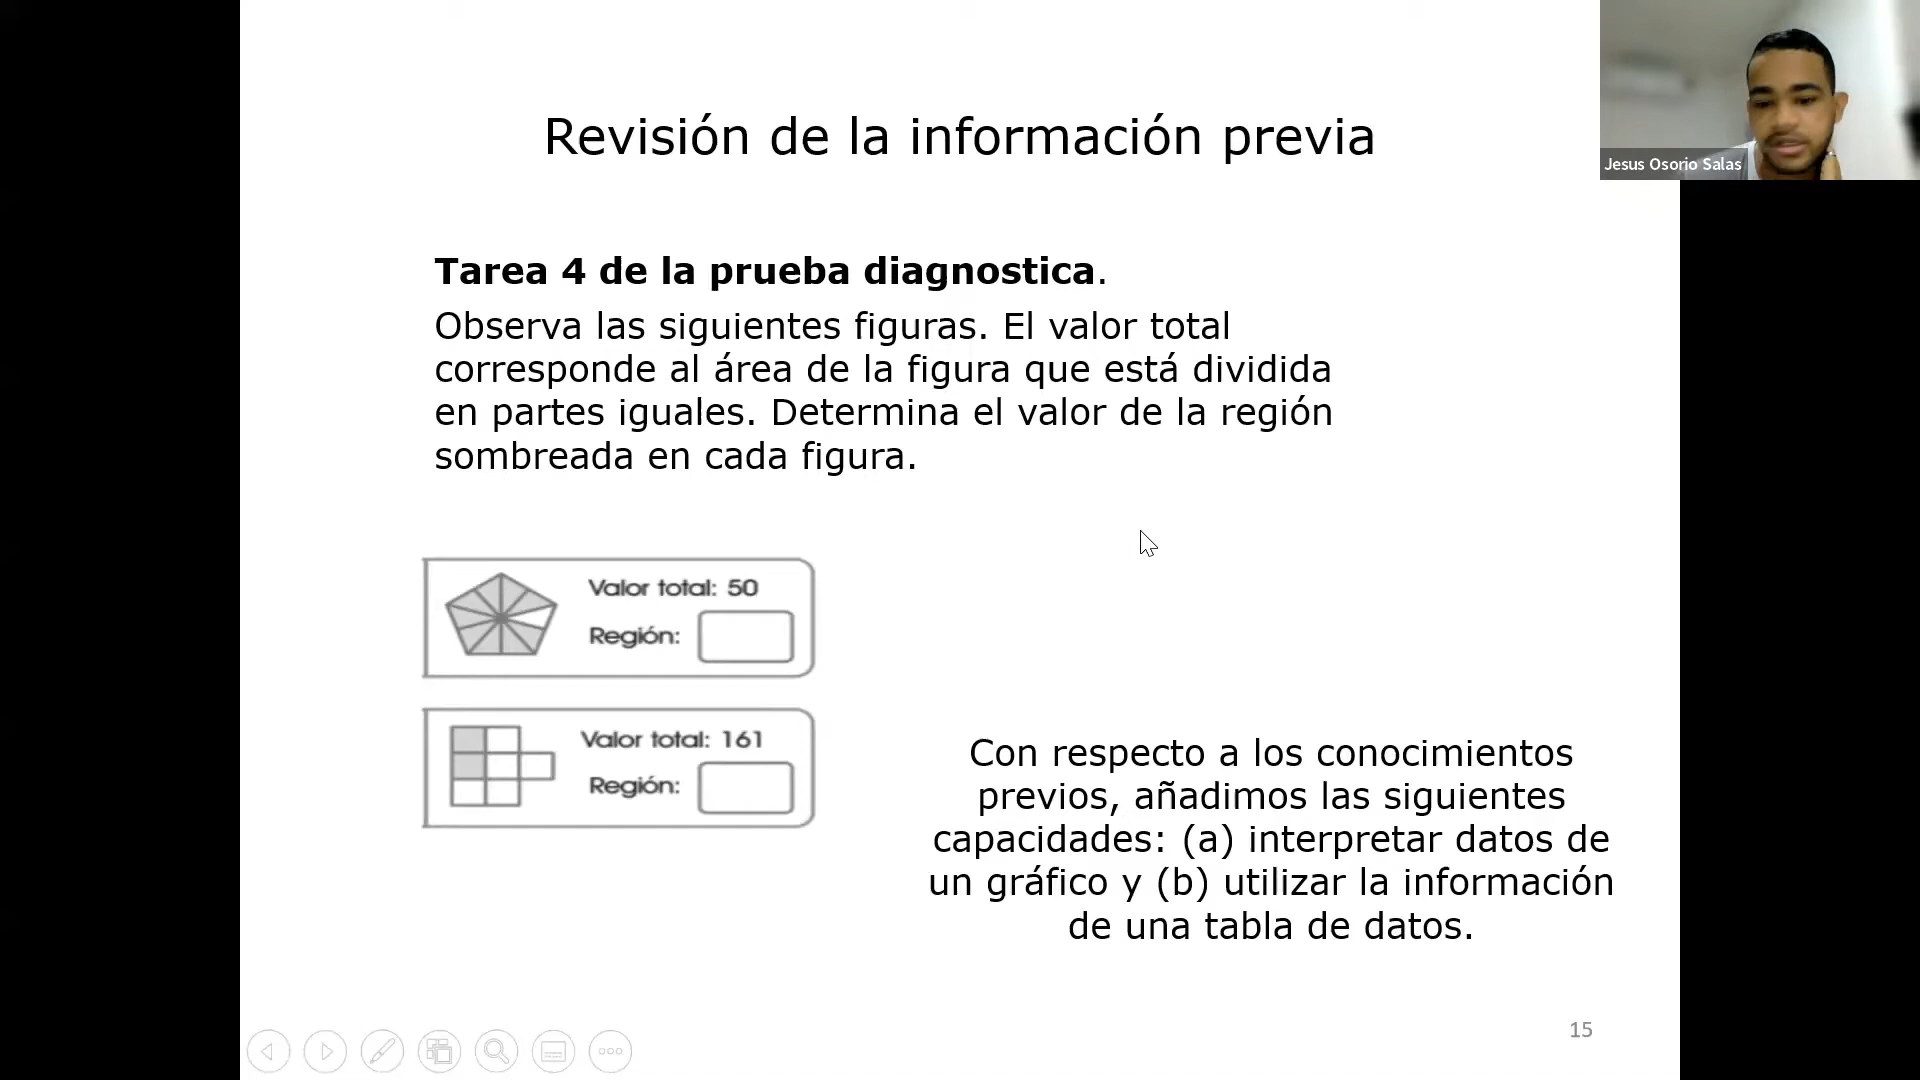 Revisión de la información previa
Jesus Osorio Salas
Tarea 4 de la prueba diagnostica.
Observa las siguientes figuras. El valor total
corresponde al área de la figura que está dividida
en partes iguales. Determina el valor de la región
sombreada en cada figura.
Valor total: 50
Región:
Valor total: 161
Región:
Con respecto a los conocimientos
previos, añadimos las siguientes
capacidades: (a) interpretar datos de
un gráfico y (b) utilizar la información
de una tabla de datos.
15